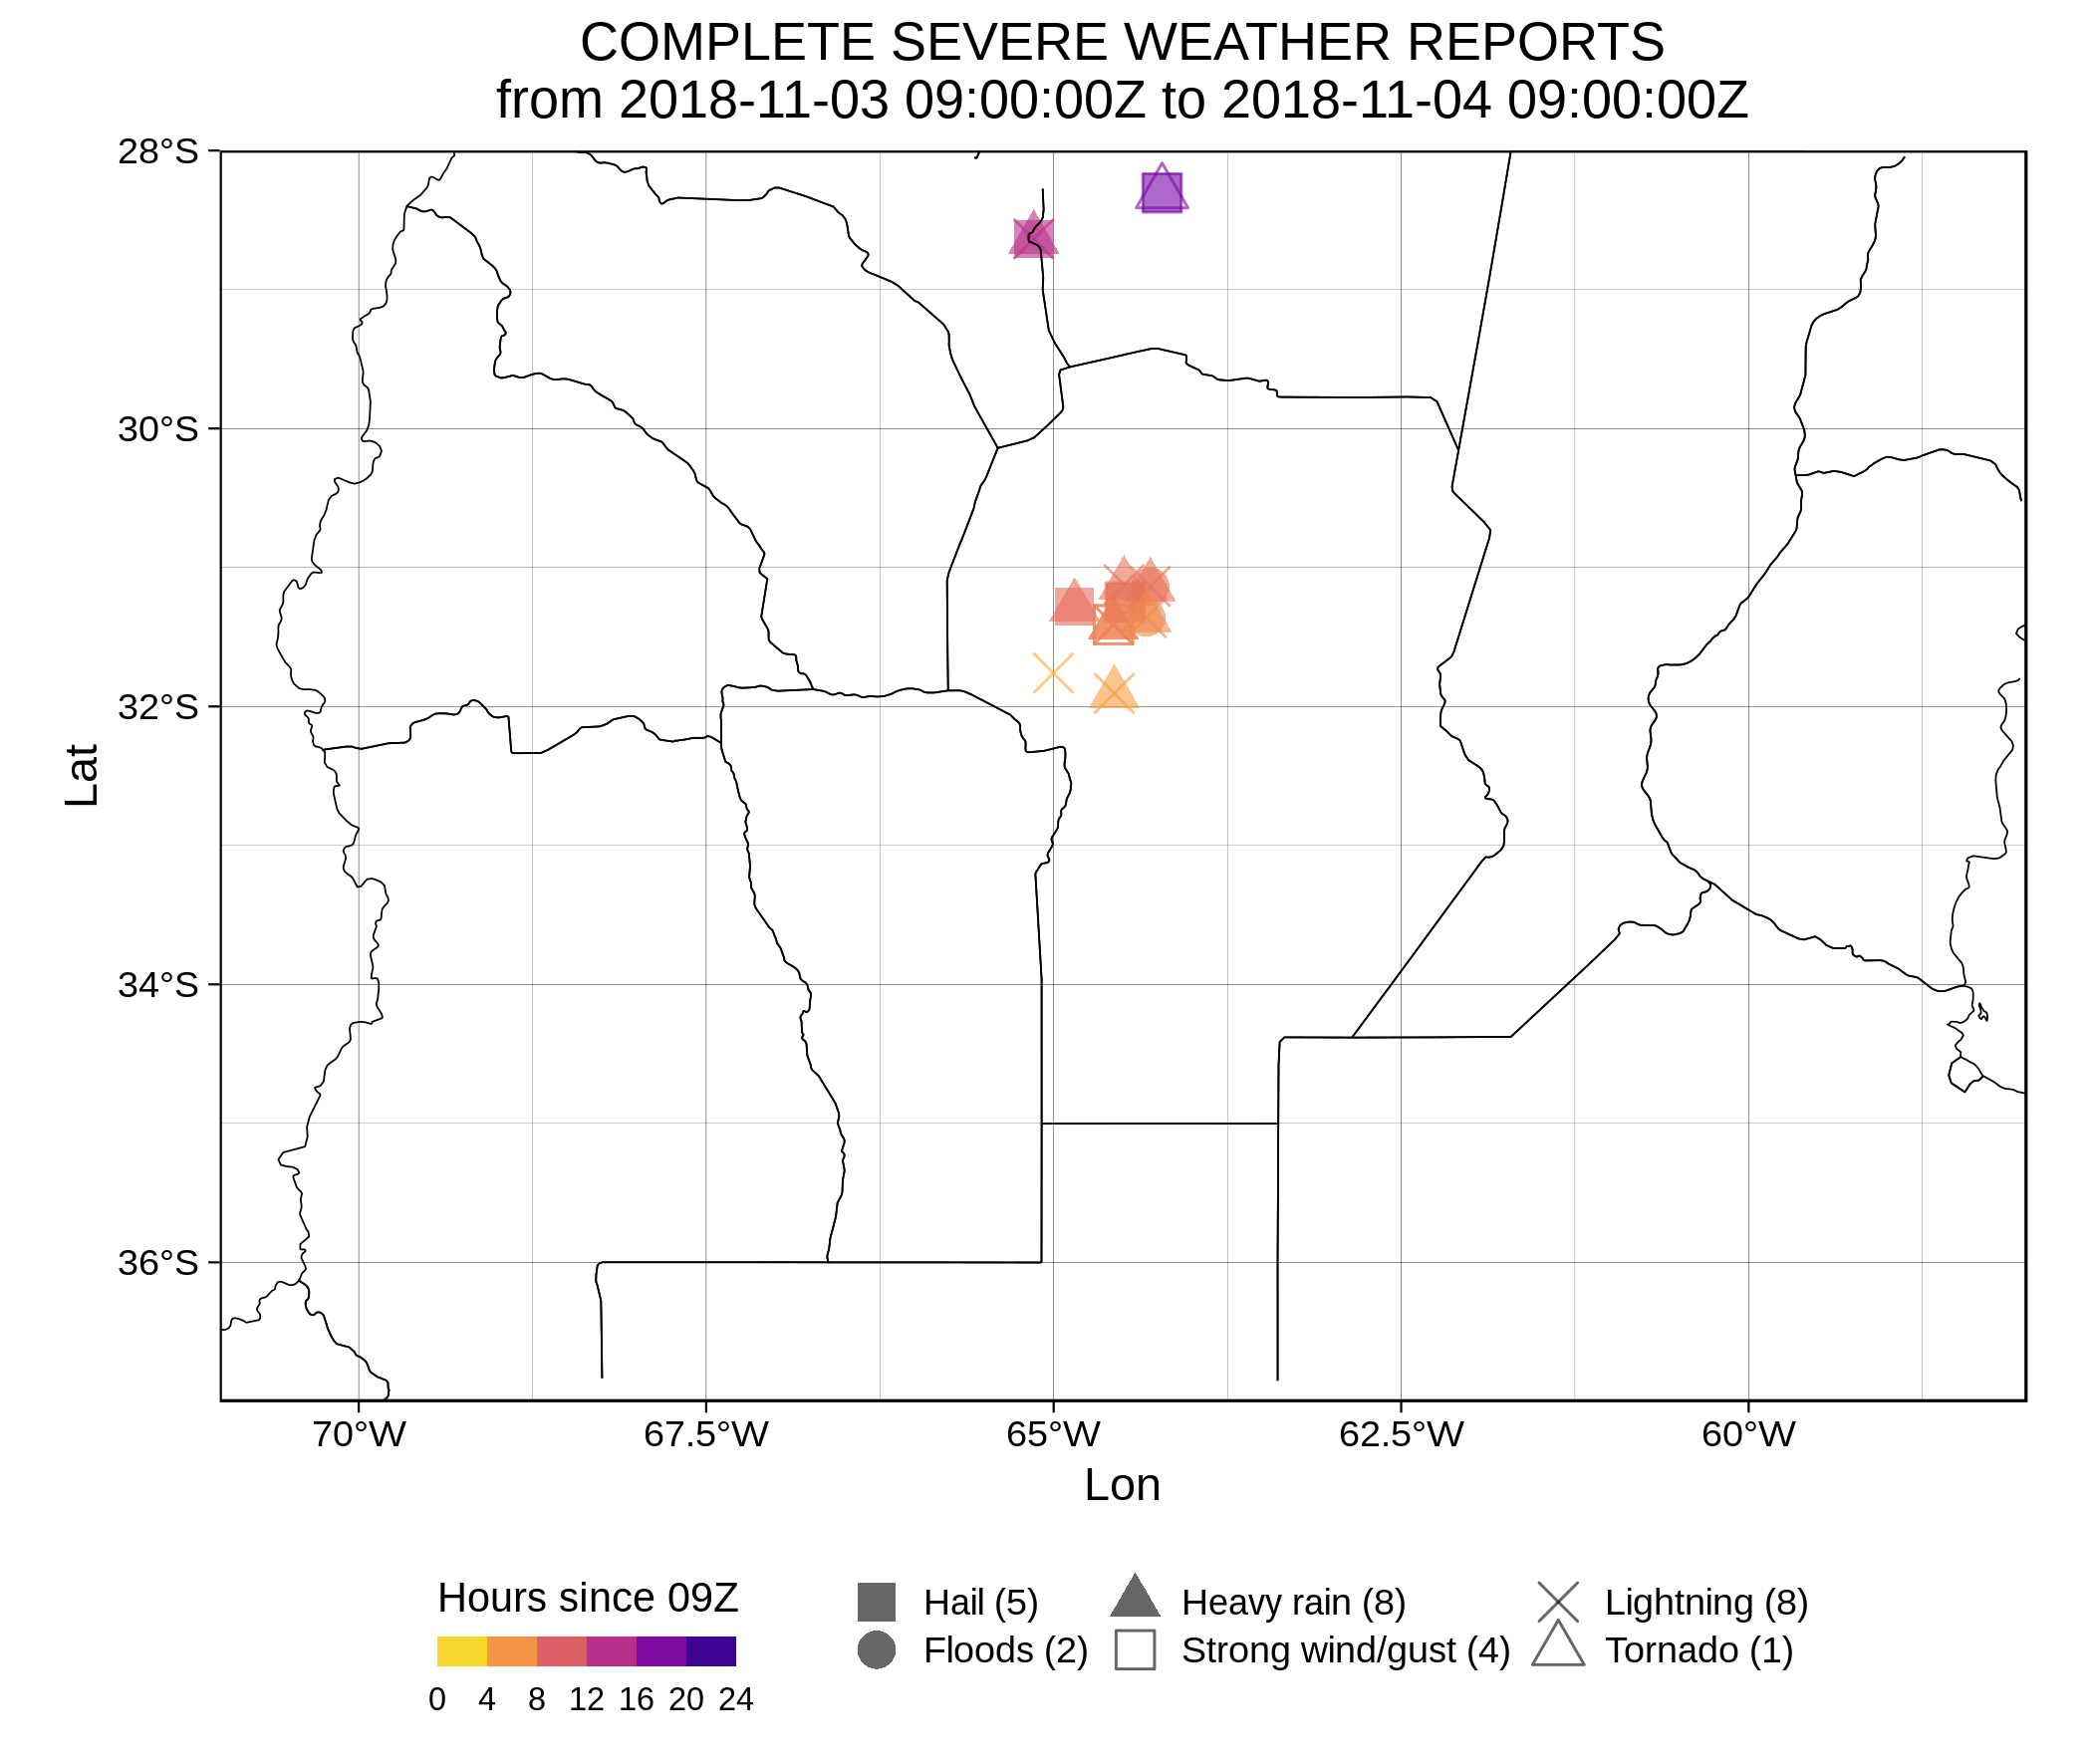 COMPLETE SEVERE WEATHER REPORTS
from 2018-11-03 09:00:00Z to 2018-11-04 09:00:00Z
28°S
30°S
32°S
34°S
36°S
Lat
70°W 67.5°W 65°W 62.5°W 60°W
Lon
Hours since 09Z
0 4 8 12 16 20 24
Hail (5) Heavy rain (8) Lightning (8)
Floods (2) Strong wind/gust (4) Tornado (1)